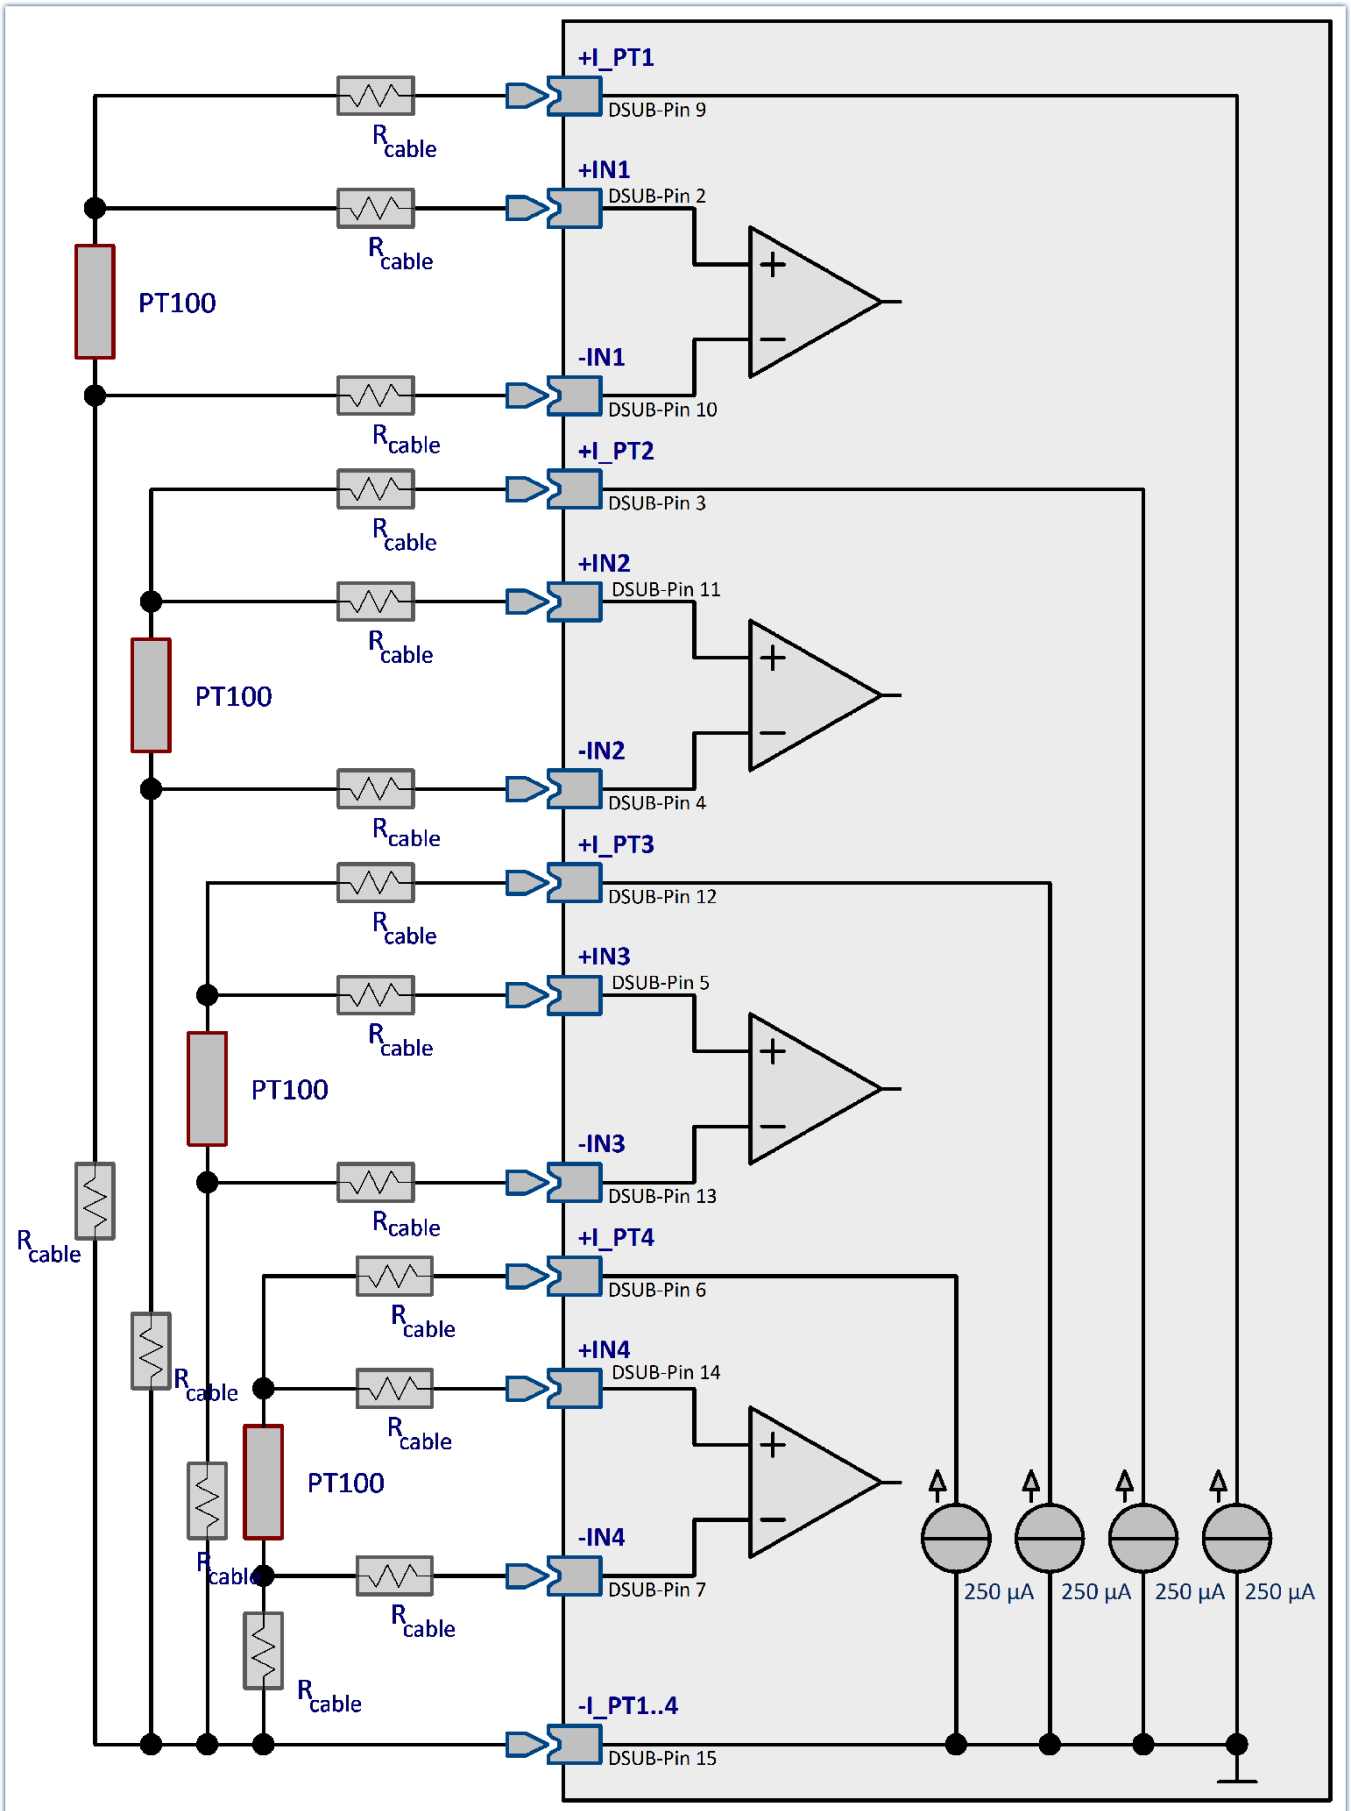 +I_PT1
DSUB-Pin 9
Rcable
+IN1
DSUB-Pin 2
Rcable
PT100
-IN1
DSUB-Pin 10
Rcable
+I_PT2
DSUB-Pin 3
Rcable
+IN2
DSUB-Pin 11
Rcable
PT100
-IN2
DSUB-Pin 4
Rcable
+I_PT3
DSUB-Pin 12
Rcable
+IN3
DSUB-Pin 5
Rcable
PT100
-IN3
DSUB-Pin 13
Rcable
Rcable
+I_PT4
DSUB-Pin 6
Rcable
+IN4
DSUB-Pin 14
Rcable
Rcable
PT100
-IN4
DSUB-Pin 7
Rcable
Rcable
250 µA 250 µA 250 µA 250 µA
Rcable
-I_PT1..4
DSUB-Pin 15